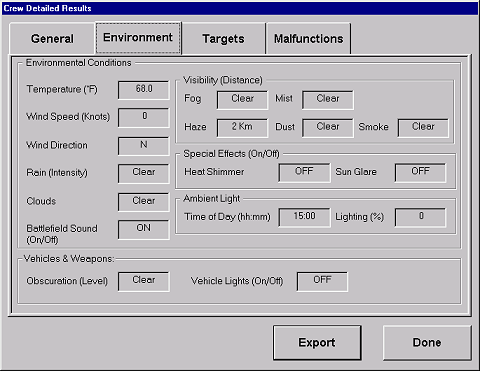 Crew Detailed Results
General Environment Targets Malfunctions
Environmental Conditions
Temperature (°F) 68.0
Wind Speed (Knots) 0
Wind Direction N
Rain (Intensity) Clear
Clouds Clear
Battlefield Sound (On/Off) ON
Visibility (Distance)
Fog Clear Mist Clear
Haze 2 Km Dust Clear Smoke Clear
Special Effects (On/Off)
Heat Shimmer OFF Sun Glare OFF
Ambient Light
Time of Day (hh:mm) 15:00 Lighting (%) 0
Vehicles & Weapons:
Obscuration (Level) Clear Vehicle Lights (On/Off) OFF
Export Done